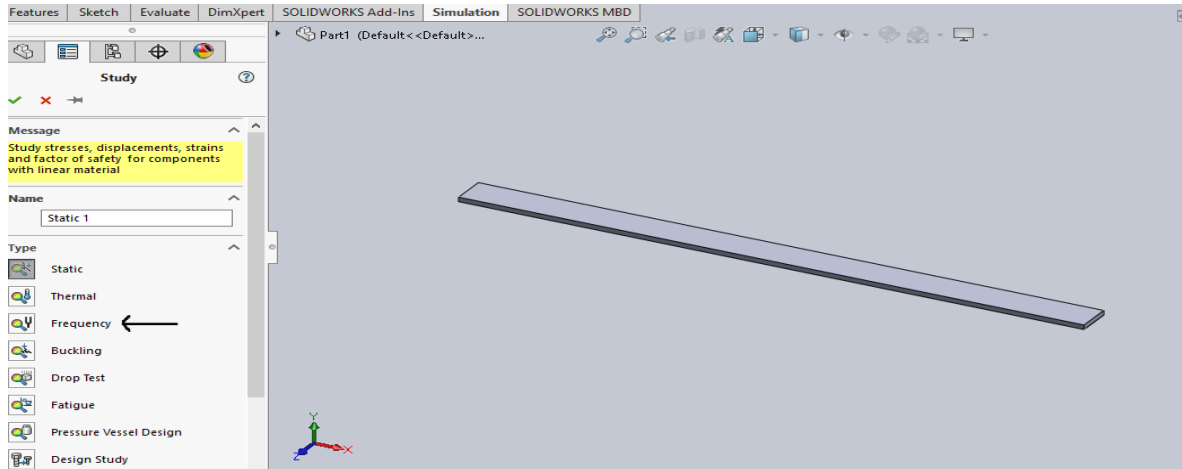 Features Sketch Evaluate DimXpert SOLIDWORKS Add-Ins Simulation SOLIDWORKS MBD
Part1 (Default<<Default>...
Study
Message
Study stresses, displacements, strains
and factor of safety for components
with linear material
Name
Static 1
Type
Static
Thermal
Frequency
Buckling
Drop Test
Fatigue
Pressure Vessel Design
Design Study
Y
X
Z